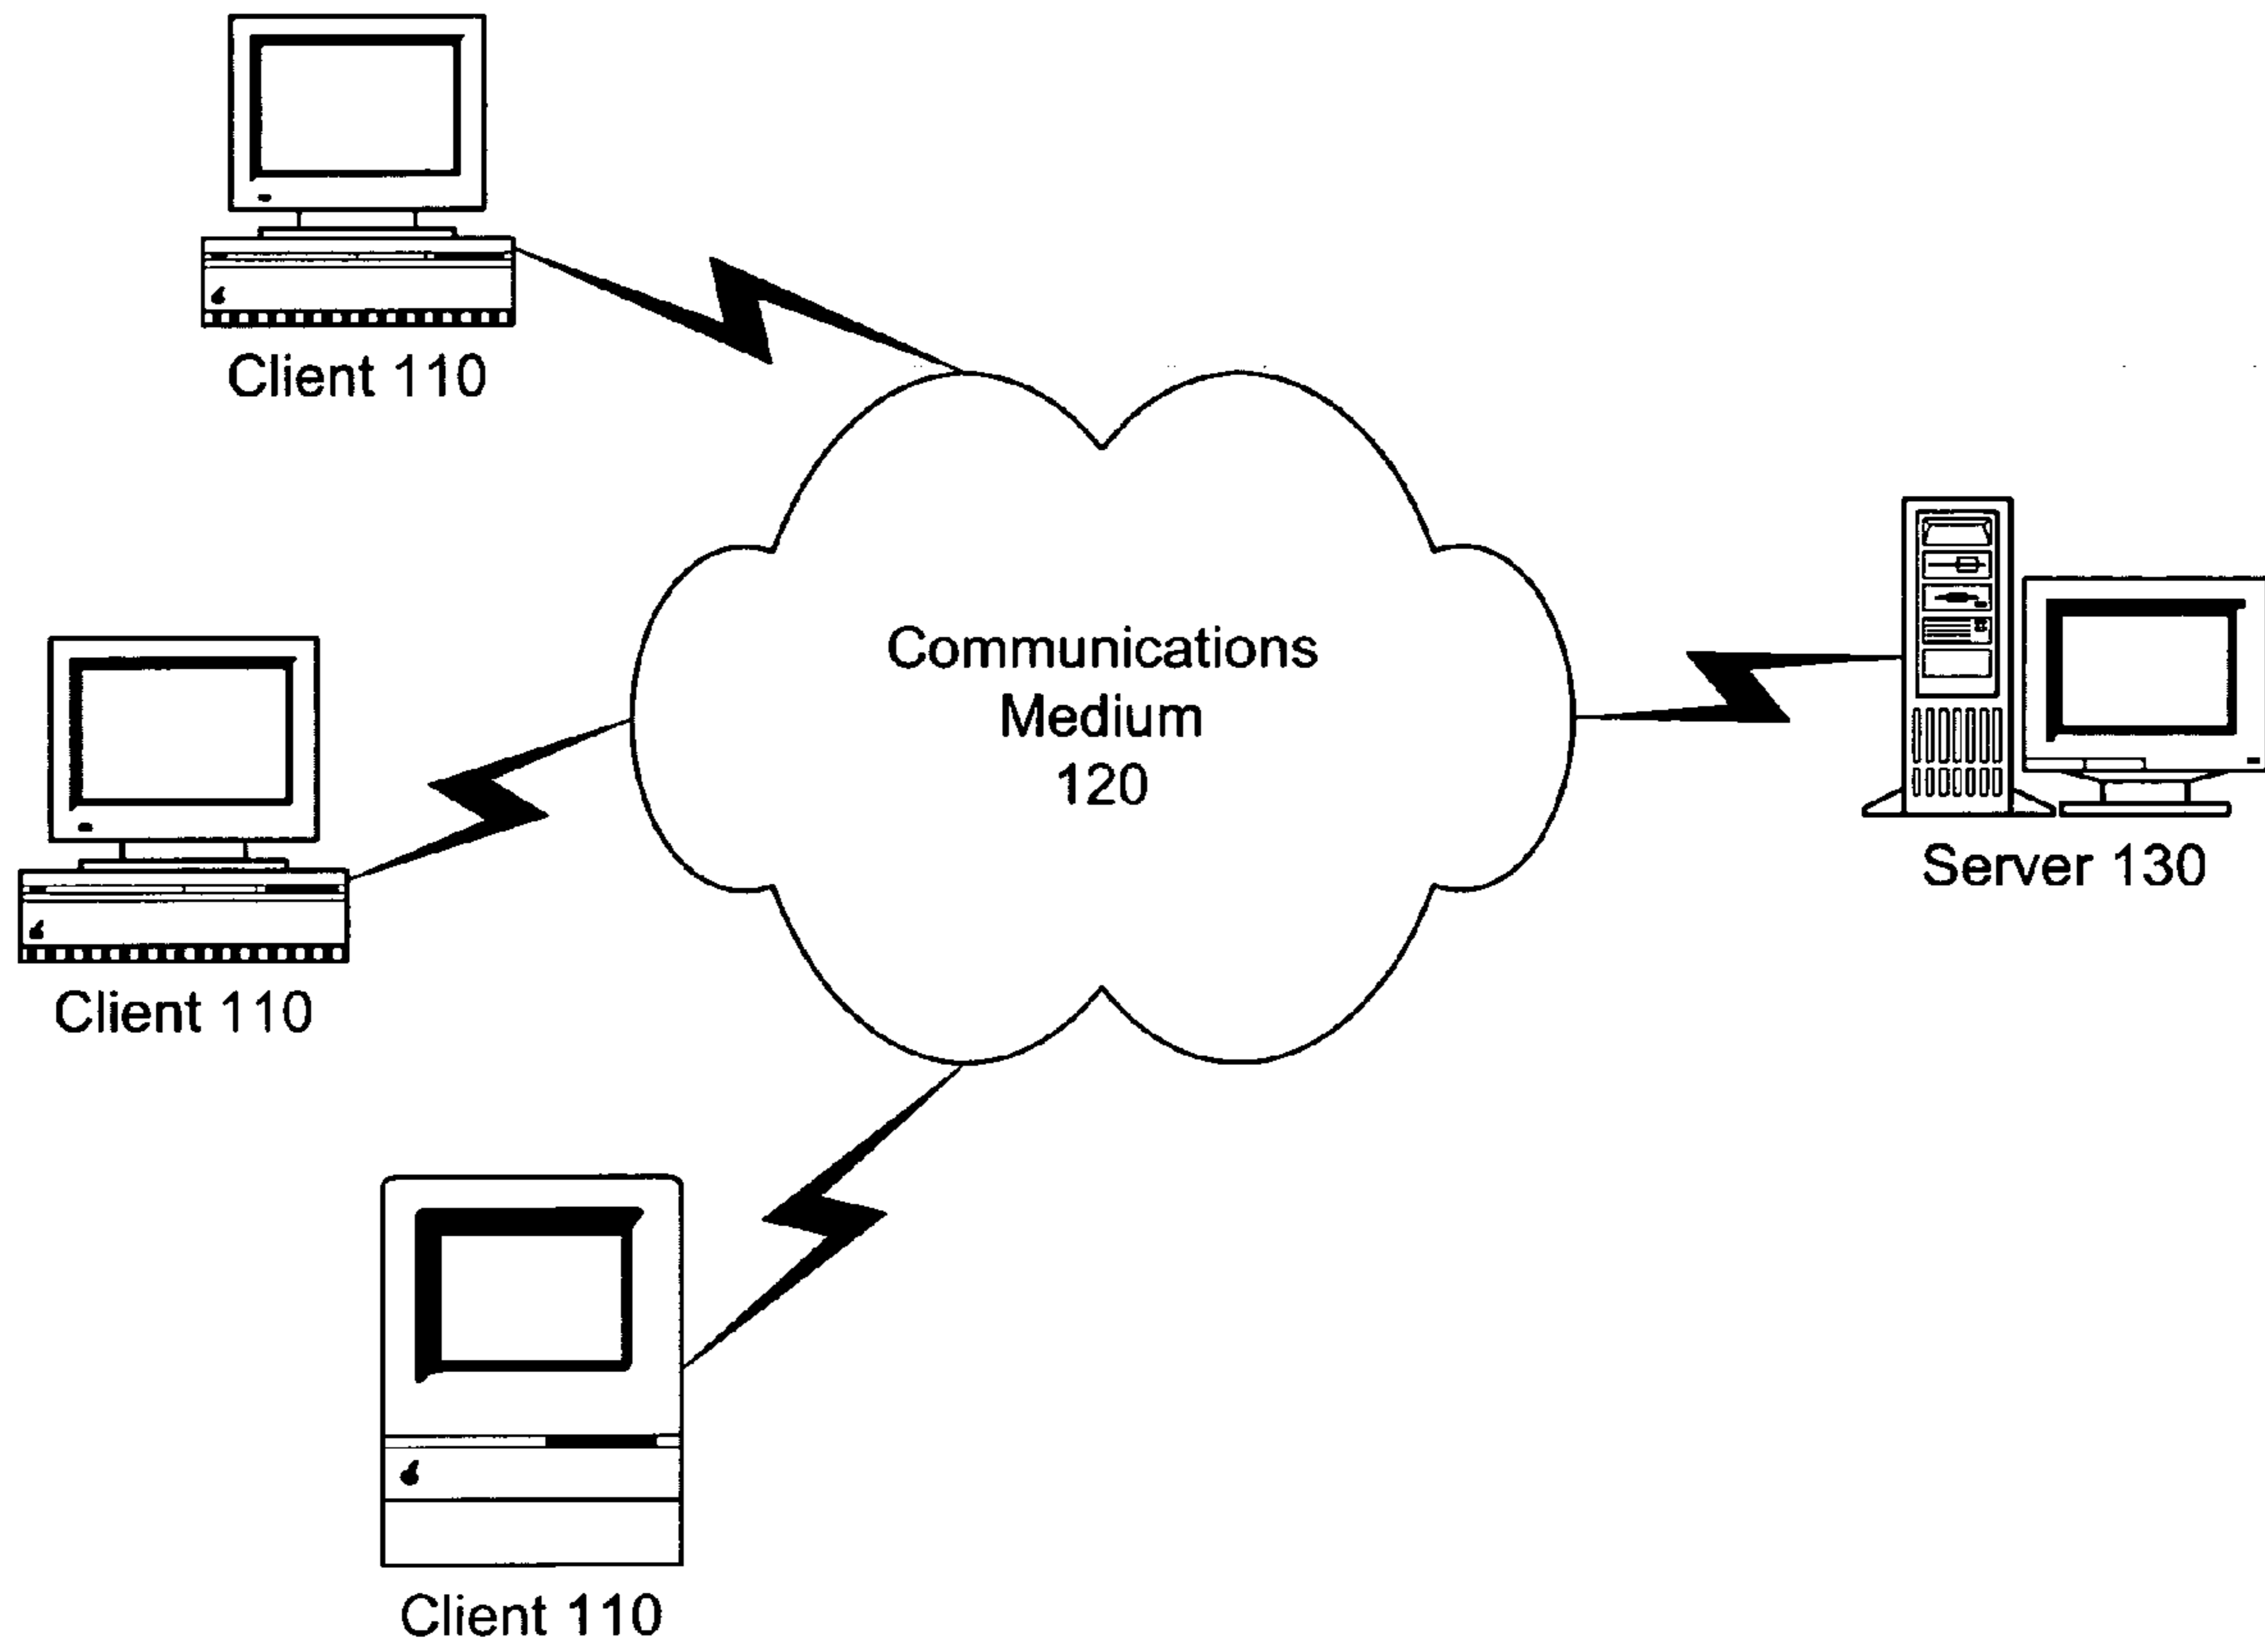 Client 110
Communications
Medium
120
Server 130
Client 110
Client 110